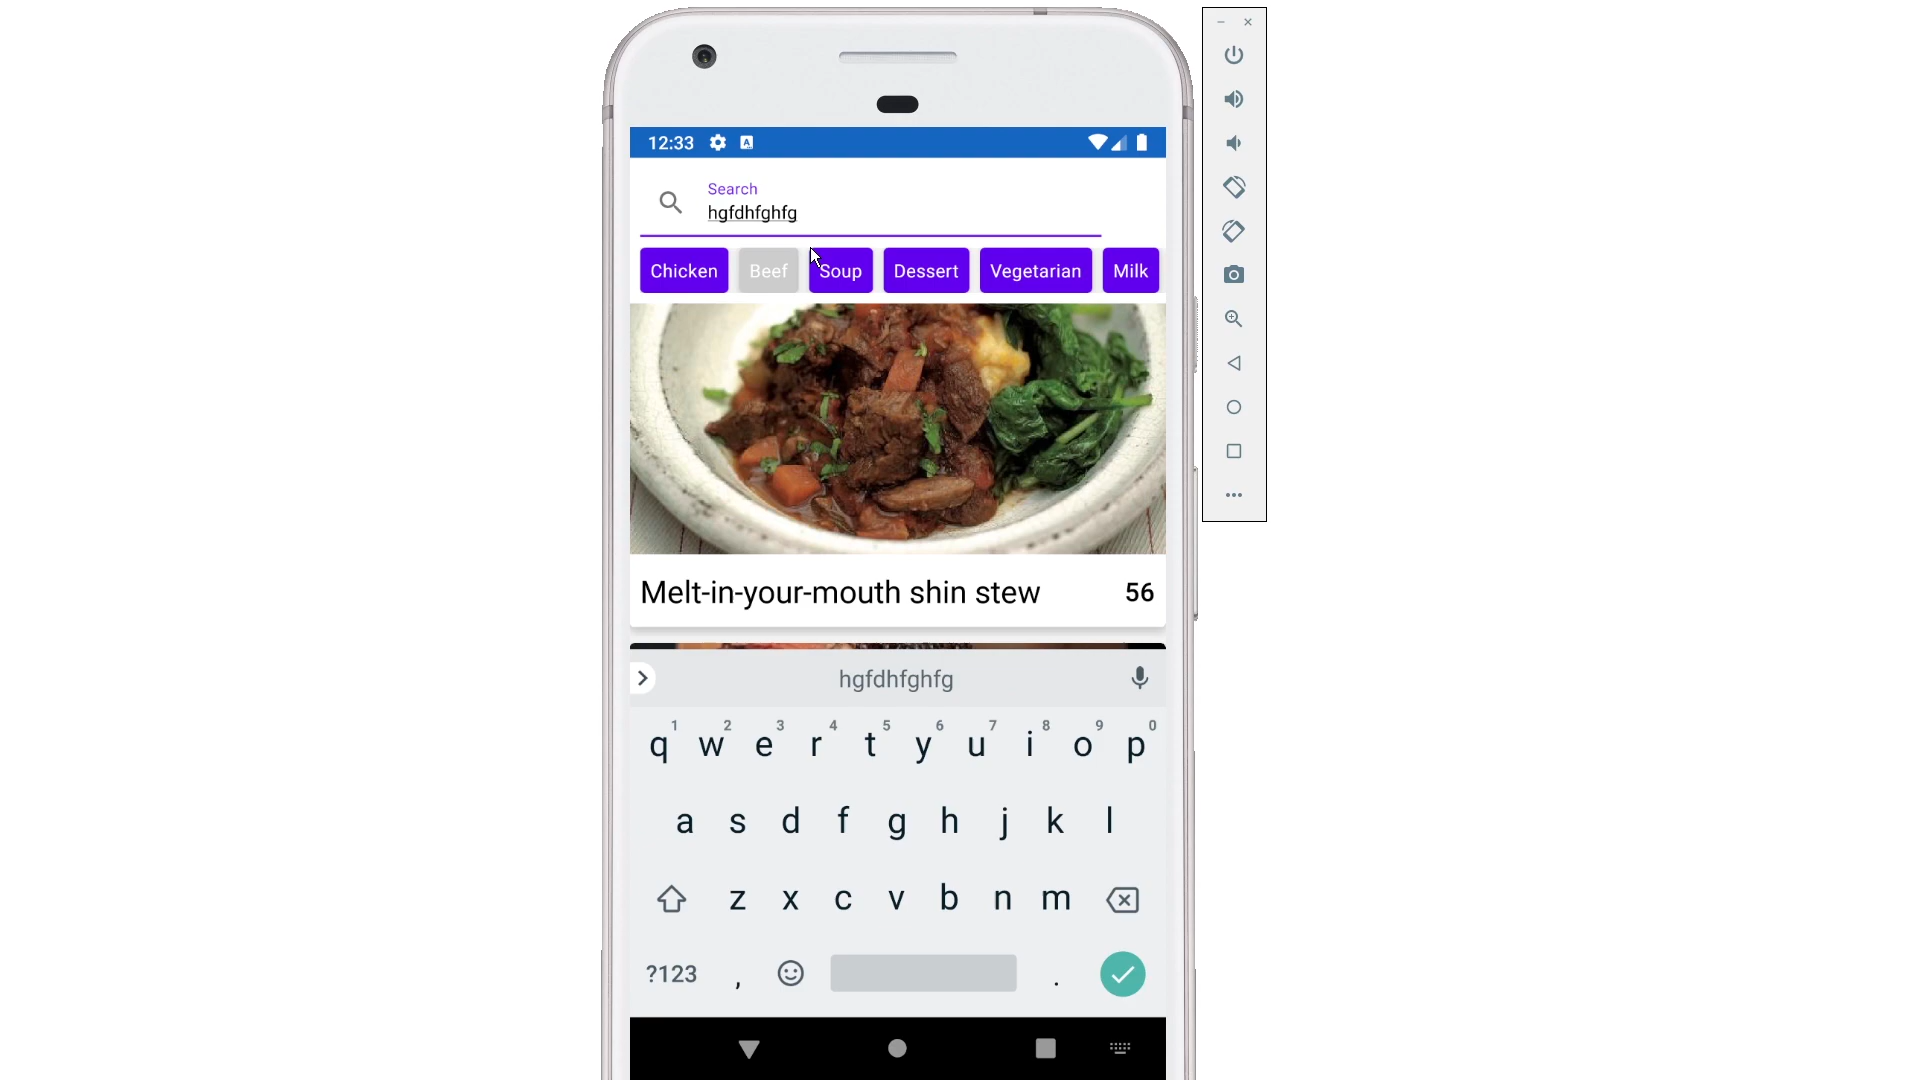 12:33
Search
hgfdhfghfg
Chicken Beef Soup Dessert Vegetarian Milk
Melt-in-your-mouth shin stew 56
hgfdhfghfg
1 2 3 4 5 6 7 8 9 0
q w e r t y u i o p
a s d f g h j k l
z x c v b n m
?123 , .